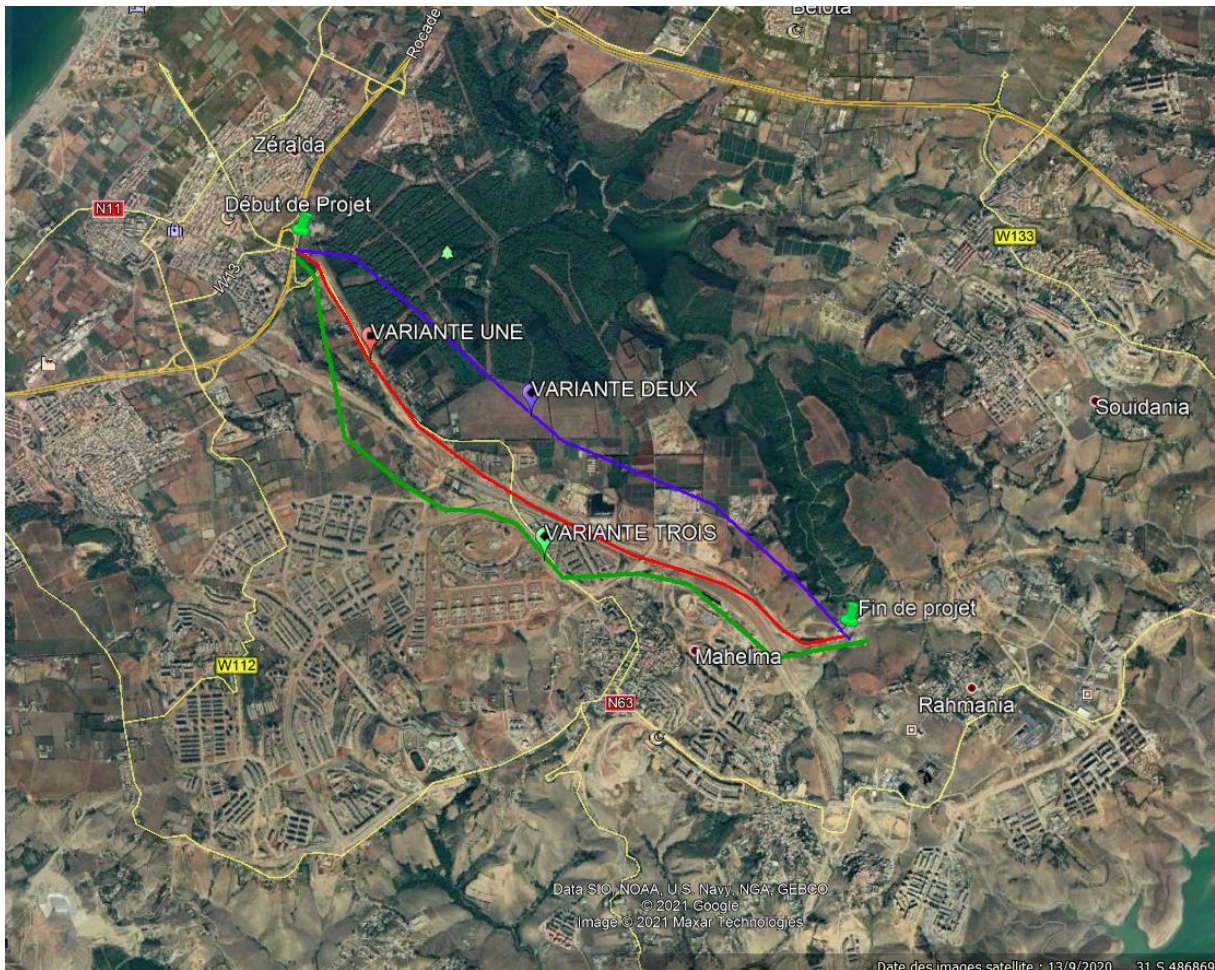 Belota
Rocade
Zéralda
Début de Projet
N11
W13
W133
VARIANTE UNE
VARIANTE DEUX
Souidania
VARIANTE TROIS
Fin de projet
Mahelma
W112
Rahmania
N63
Data SIO, NOAA, U.S. Navy, NGA, GEBCO
© 2021 Google
Image © 2021 Maxar Technologies
Date des images satellite : 13/9/2020 31 S 486869